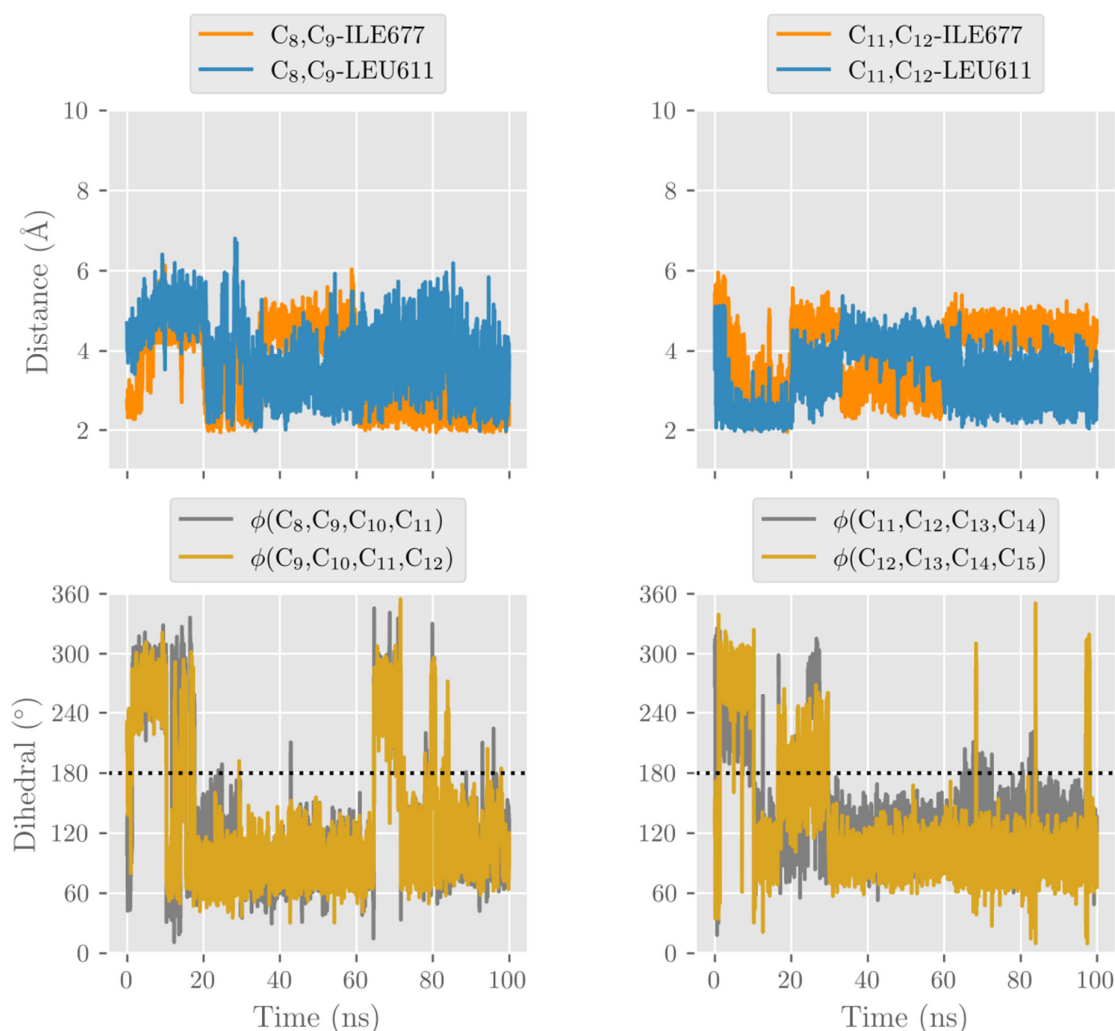 C₈,C₉-ILE677
C₈,C₉-LEU611
C₁₁,C₁₂-ILE677
C₁₁,C₁₂-LEU611
10
8
6
4
2
Distance (Å)
ϕ(C₈,C₉,C₁₀,C₁₁)
ϕ(C₉,C₁₀,C₁₁,C₁₂)
ϕ(C₁₁,C₁₂,C₁₃,C₁₄)
ϕ(C₁₂,C₁₃,C₁₄,C₁₅)
10
8
6
4
2
360
300
240
180
120
60
0
Dihedral (°)
0 20 40 60 80 100
Time (ns)
360
300
240
180
120
60
0
0 20 40 60 80 100
Time (ns)